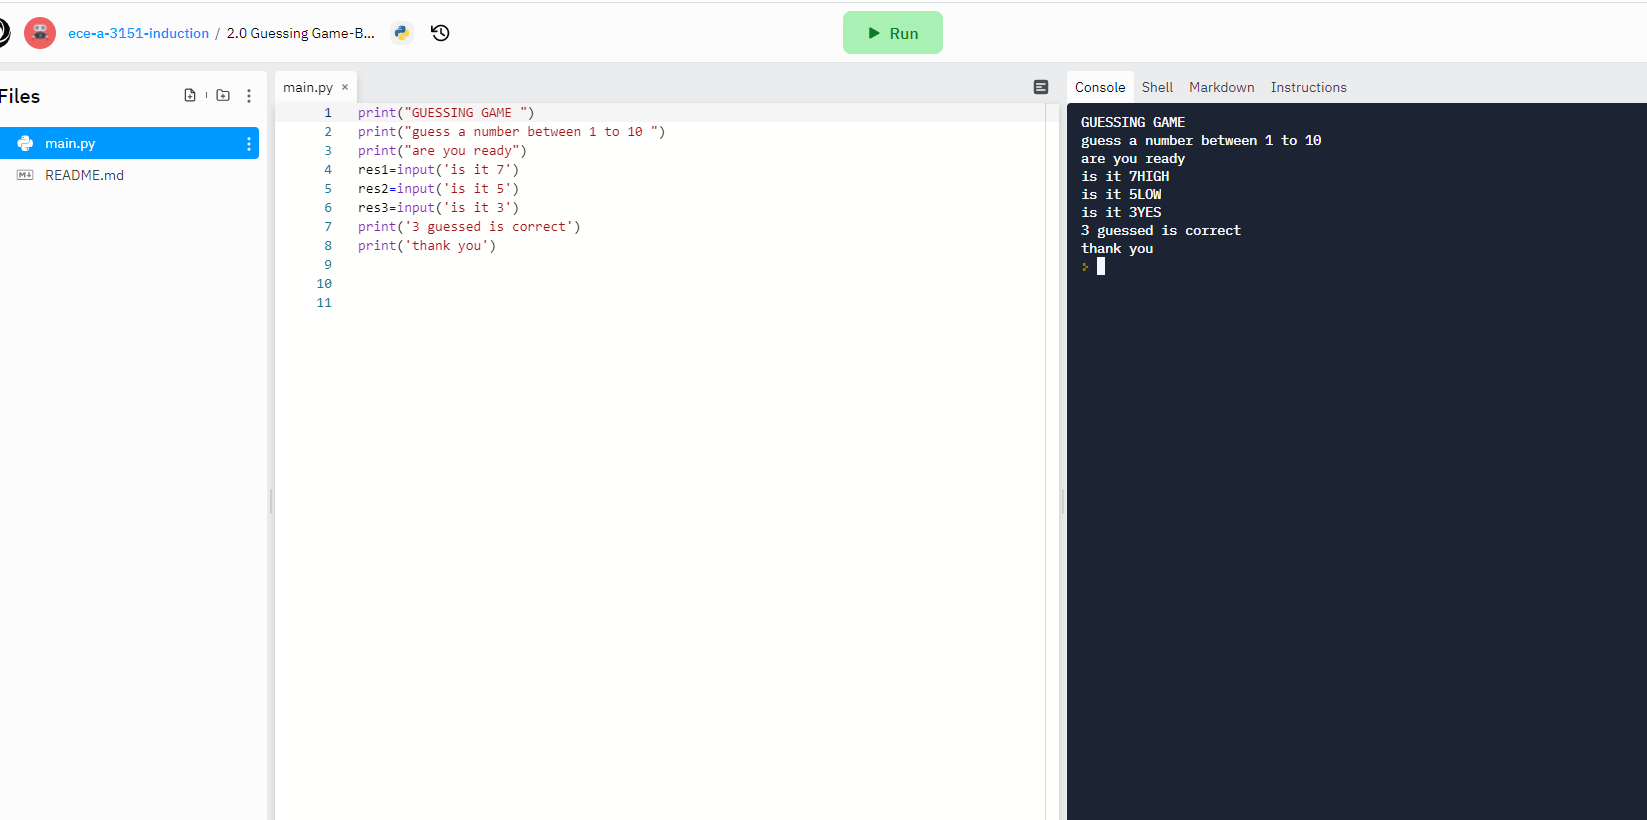 ece-a-3151-induction / 2.0 Guessing Game-B...
Run
Files
main.py
README.md
main.py ×
1 print("GUESSING GAME ")
2 print("guess a number between 1 to 10 ")
3 print("are you ready")
4 res1=input('is it 7')
5 res2=input('is it 5')
6 res3=input('is it 3')
7 print('3 guessed is correct')
8 print('thank you')
9
10
11
Console Shell Markdown Instructions
GUESSING GAME
guess a number between 1 to 10
are you ready
is it 7HIGH
is it 5LOW
is it 3YES
3 guessed is correct
thank you